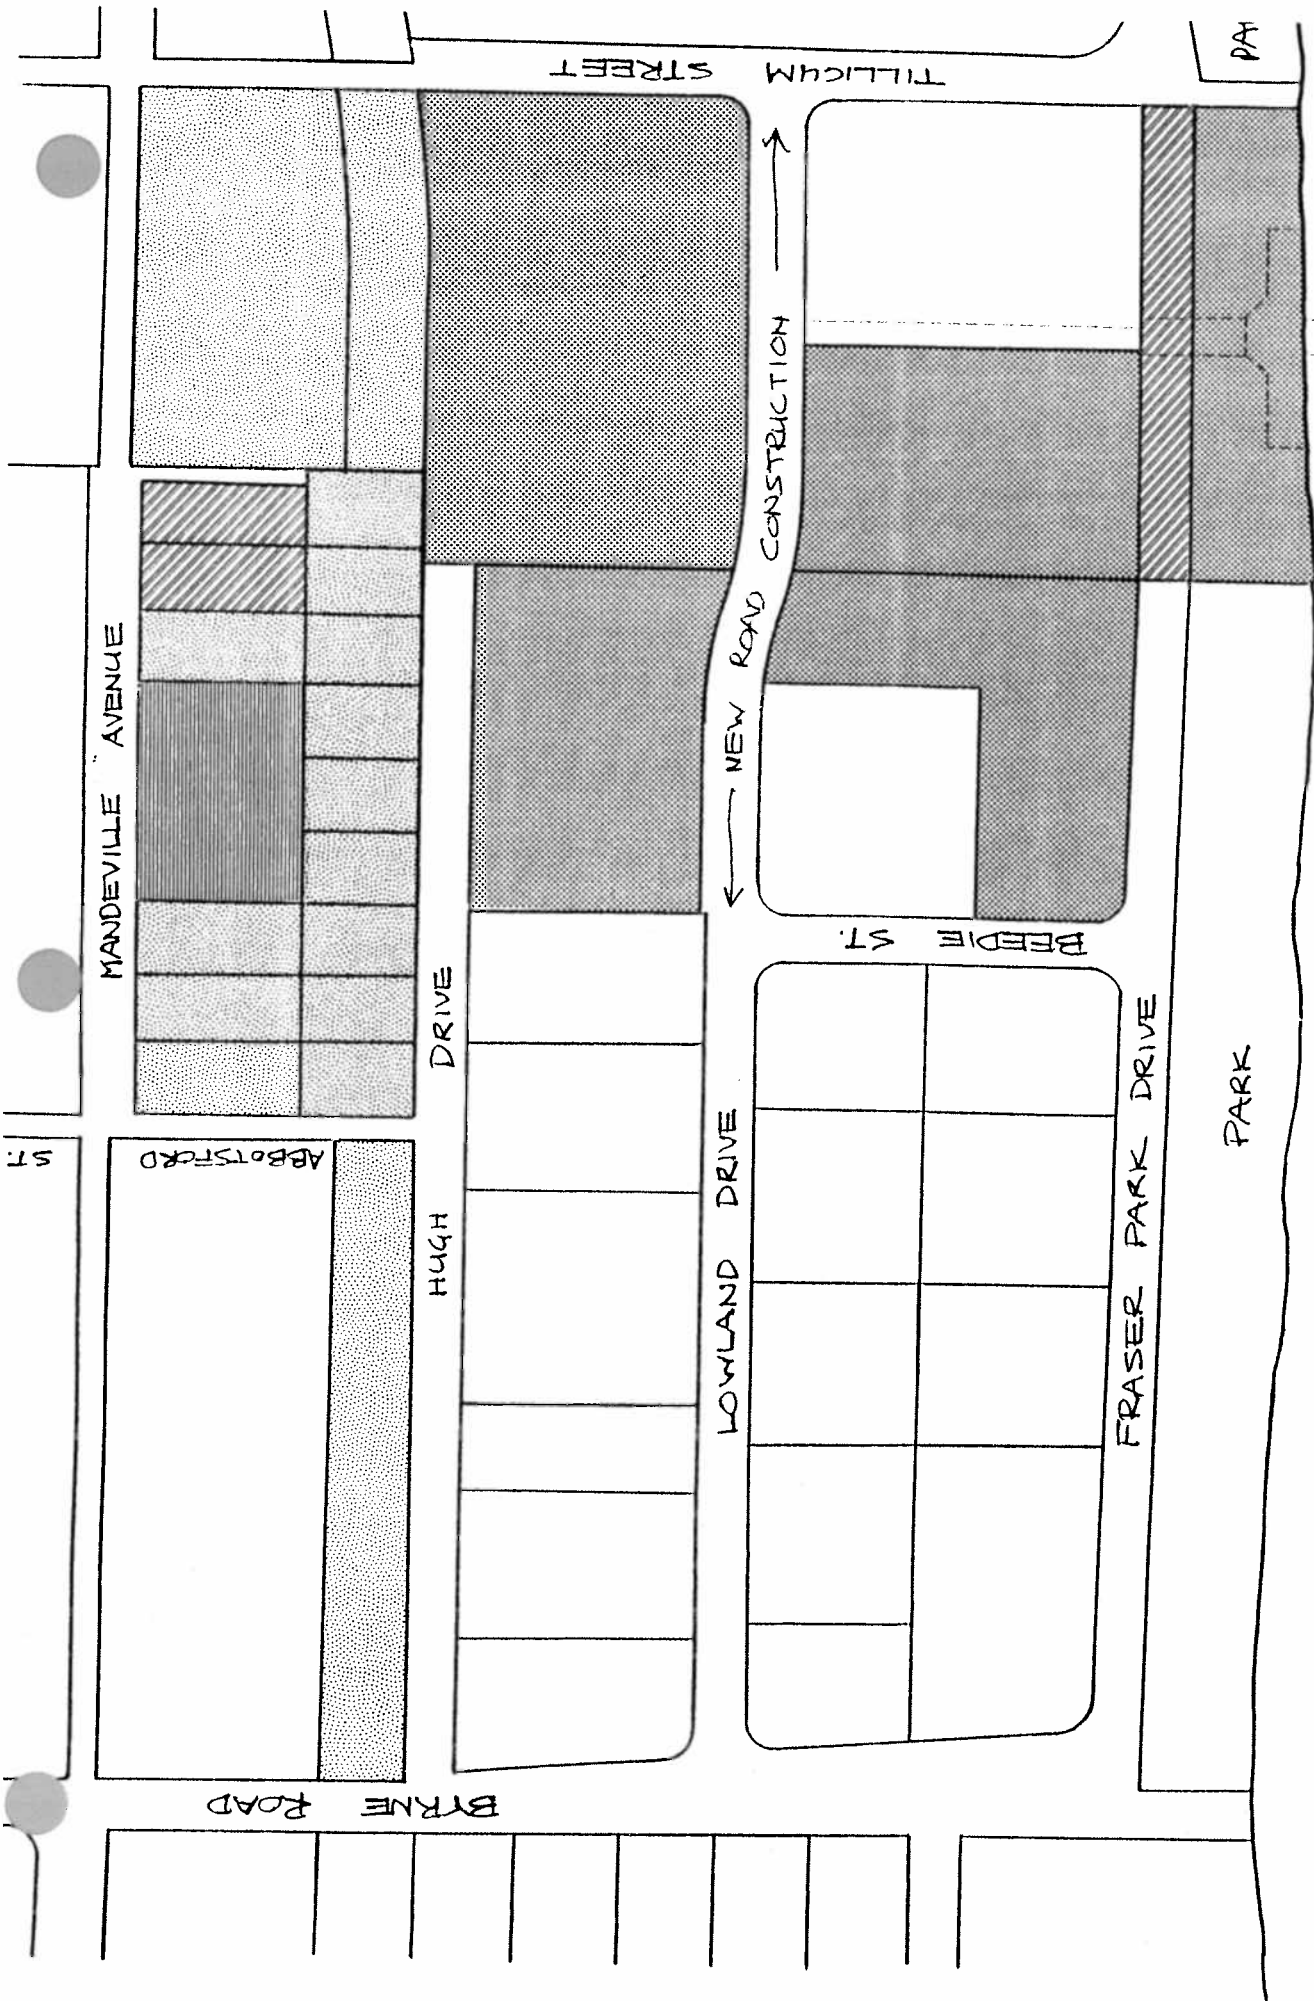 TILLICUM STREET
PA
NEW ROAD CONSTRUCTION
MANDEVILLE AVENUE
BEEDIE ST.
HUGH DRIVE
LOWLAND DRIVE
FRASER PARK DRIVE
PARK
ABBOTSFORD ST.
BYRNE ROAD